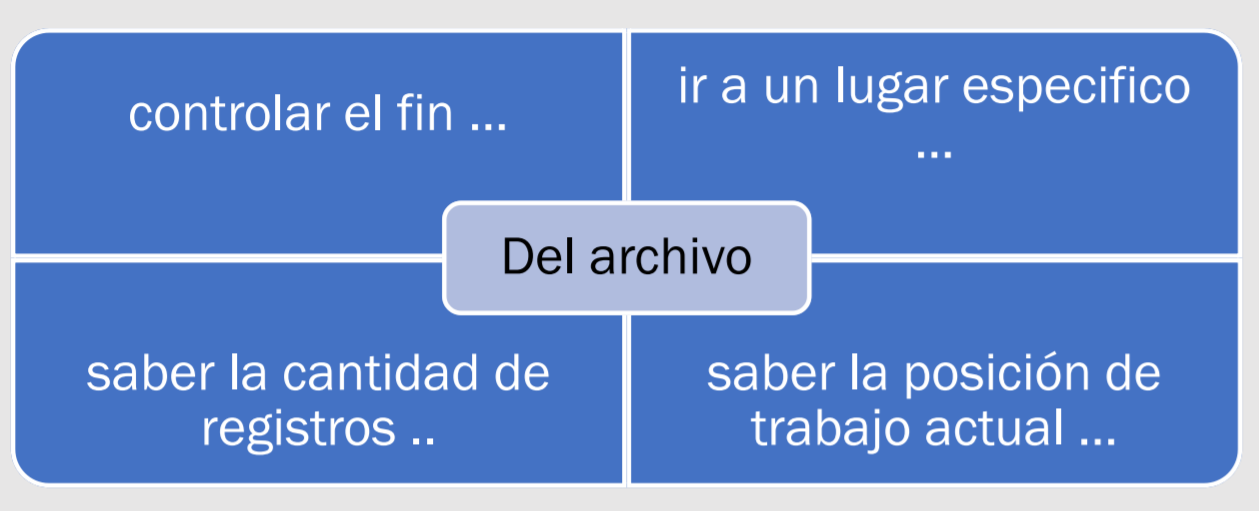 controlar el fin ...
ir a un lugar especifico
...
Del archivo
saber la cantidad de
registros ..
saber la posición de
trabajo actual ...